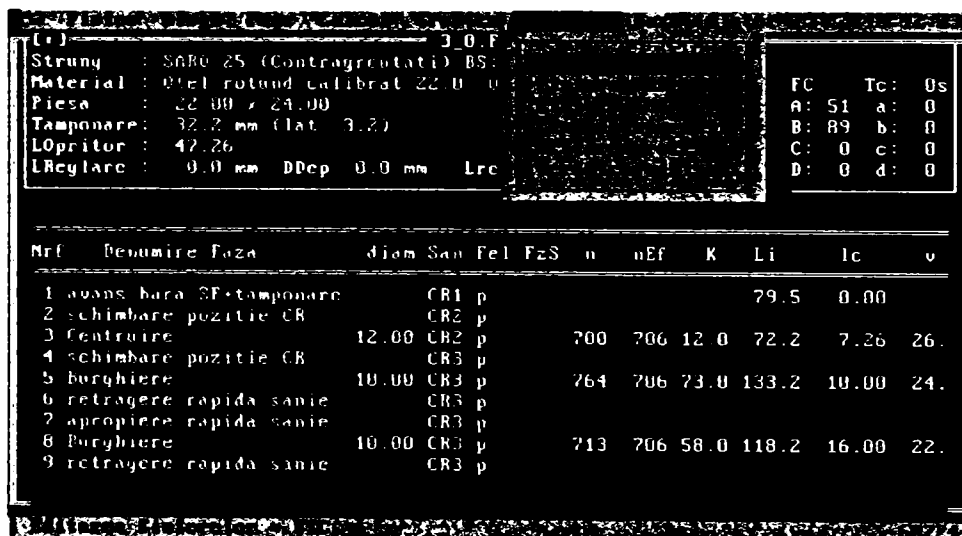 3_0.F
Strung : SARO 25 (Contragreutati) BS:
Material : Otel rotund calibrat 22.0
Piesa : 22.00 x 24.00
Tamponare: 32.2 mm (lat 3.2)
LOpritor : 47.26
LReglare : 0.0 mm DDep 0.0 mm Lre
FC Tc: 0s
A: 51 a: 0
B: 89 b: 0
C: 0 c: 0
D: 0 d: 0
Nrf Denumire Faza diam San Fel FzS n nEf K Li lc v
1 avans bara SF+tamponare CR1 p 79.5 0.00
2 schimbare pozitie CR CR2 p
3 Centruire 12.00 CR2 p 700 706 12.0 72.2 7.26 26.
4 schimbare pozitie CR CR3 p
5 Burghiere 10.00 CR3 p 764 706 73.0 133.2 10.00 24.
6 retragere rapida sanie CR3 p
7 apropiere rapida sanie CR3 p
8 Burghiere 10.00 CR3 p 713 706 58.0 118.2 16.00 22.
9 retragere rapida sanie CR3 p